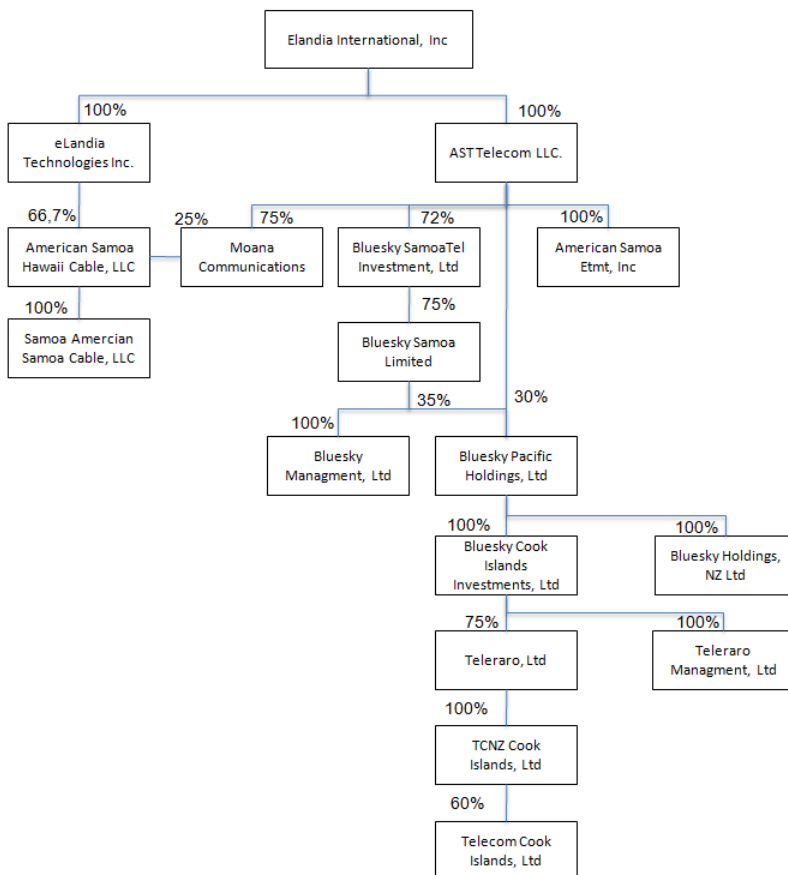 Elandia International, Inc
100%
100%
eLandia
Technologies Inc.
AST Telecom LLC.
66,7%
25%
75%
72%
100%
American Samoa
Hawaii Cable, LLC
Moana
Communications
Bluesky SamoaTel
Investment, Ltd
American Samoa
Etmt, Inc
100%
75%
Samoa Amercian
Samoa Cable, LLC
Bluesky Samoa
Limited
35%
30%
100%
Bluesky
Managment, Ltd
Bluesky Pacific
Holdings, Ltd
100%
100%
Bluesky Cook
Islands
Investments, Ltd
Bluesky Holdings,
NZ Ltd
75%
100%
Teleraro, Ltd
Teleraro
Managment, Ltd
100%
TCNZ Cook
Islands, Ltd
60%
Telecom Cook
Islands, Ltd